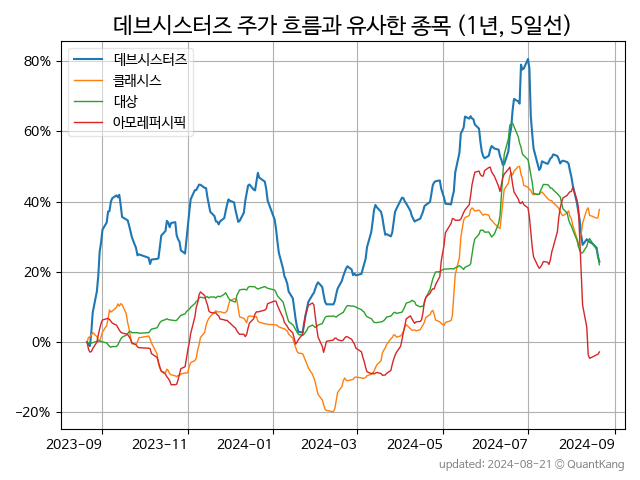 데브시스터즈 주가 흐름과 유사한 종목 (1년, 5일선)
데브시스터즈
클래시스
대상
아모레퍼시픽
80%
60%
40%
20%
0%
−20%
2023-09 2023-11 2024-01 2024-03 2024-05 2024-07 2024-09
updated: 2024-08-21 © QuantKang